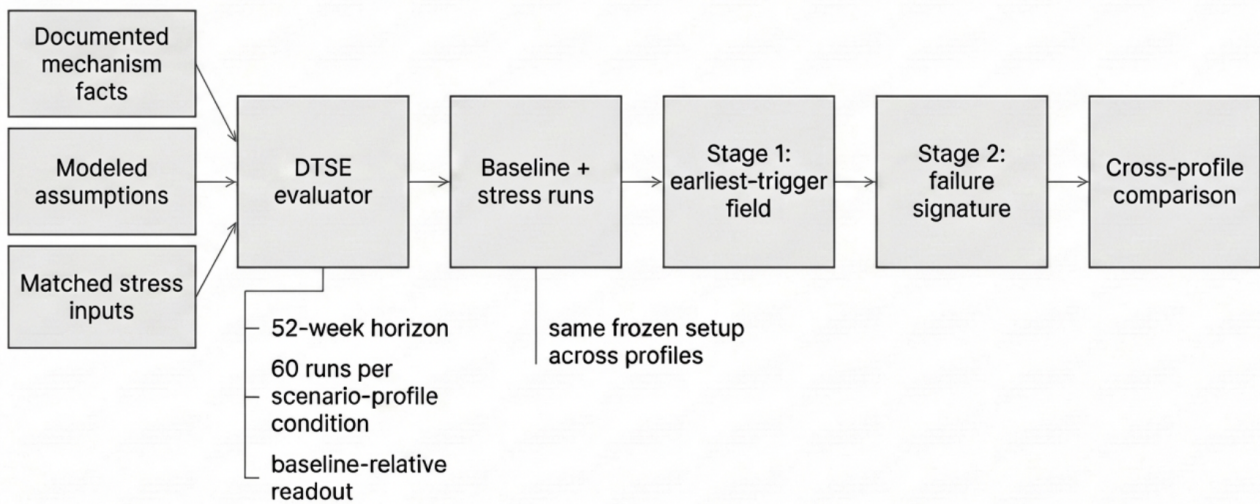 Documented
mechanism
facts
Modeled
assumptions
Matched stress
inputs
DTSE
evaluator
Baseline +
stress runs
Stage 1:
earliest-trigger
field
Stage 2:
failure
signature
Cross-profile
comparison
52-week horizon
60 runs per
scenario-profile
condition
baseline-relative
readout
same frozen setup
across profiles